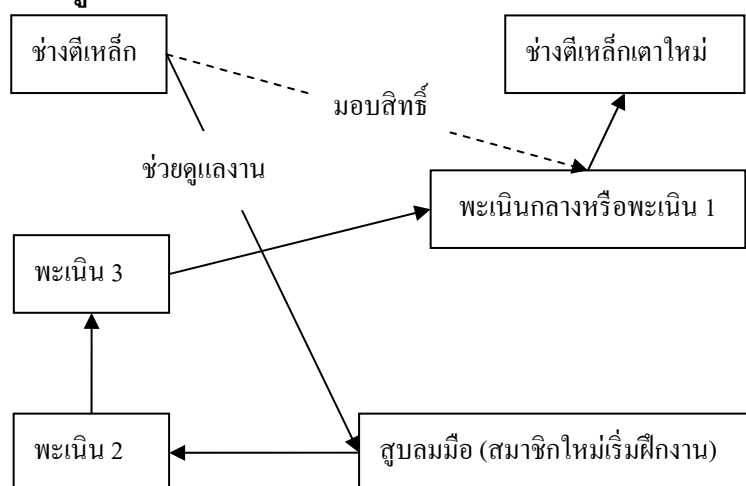 ช่างตีเหล็ก
ช่างตีเหล็กเตาใหม่
มอบสิทธิ์
ช่วยดูแลงาน
พะเนินกลางหรือพะเนิน 1
พะเนิน 3
พะเนิน 2
สูบลมมือ (สมาชิกใหม่เริ่มฝึกงาน)